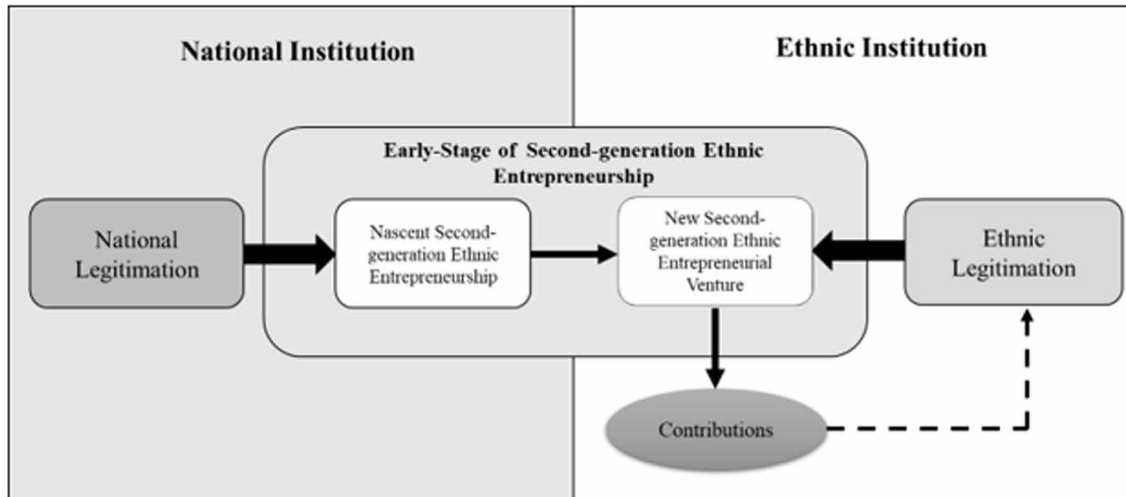 National Institution
Ethnic Institution
Early-Stage of Second-generation Ethnic
Entrepreneurship
National
Legitimation
Nascent Second-
generation Ethnic
Entrepreneurship
New Second-
generation Ethnic
Entrepreneurial
Venture
Ethnic
Legitimation
Contributions